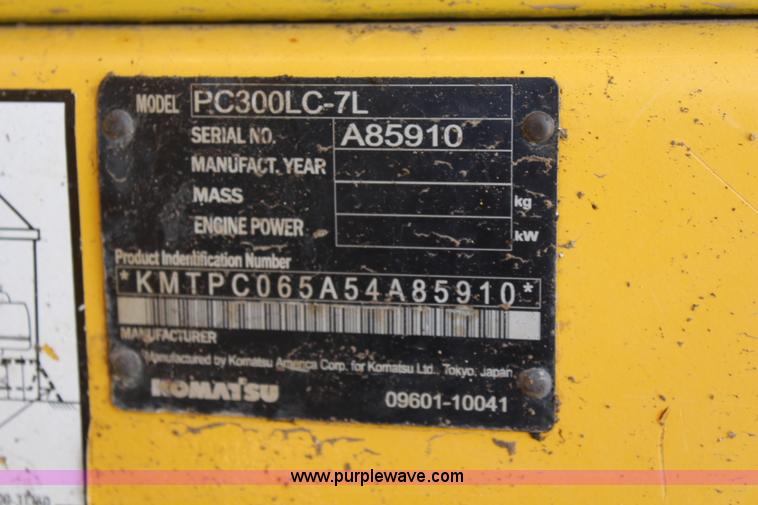 MODEL PC300LC-7L
SERIAL NO. A85910
MANUFACT. YEAR
MASS kg
ENGINE POWER kW
Product Indentification Number
*KMTPC065A54A85910*
MANUFACTURER
Manufactured by Komatsu America Corp. for Komatsu Ltd., Tokyo, Japan
KOMATSU 09601-10041
www.purplewave.com